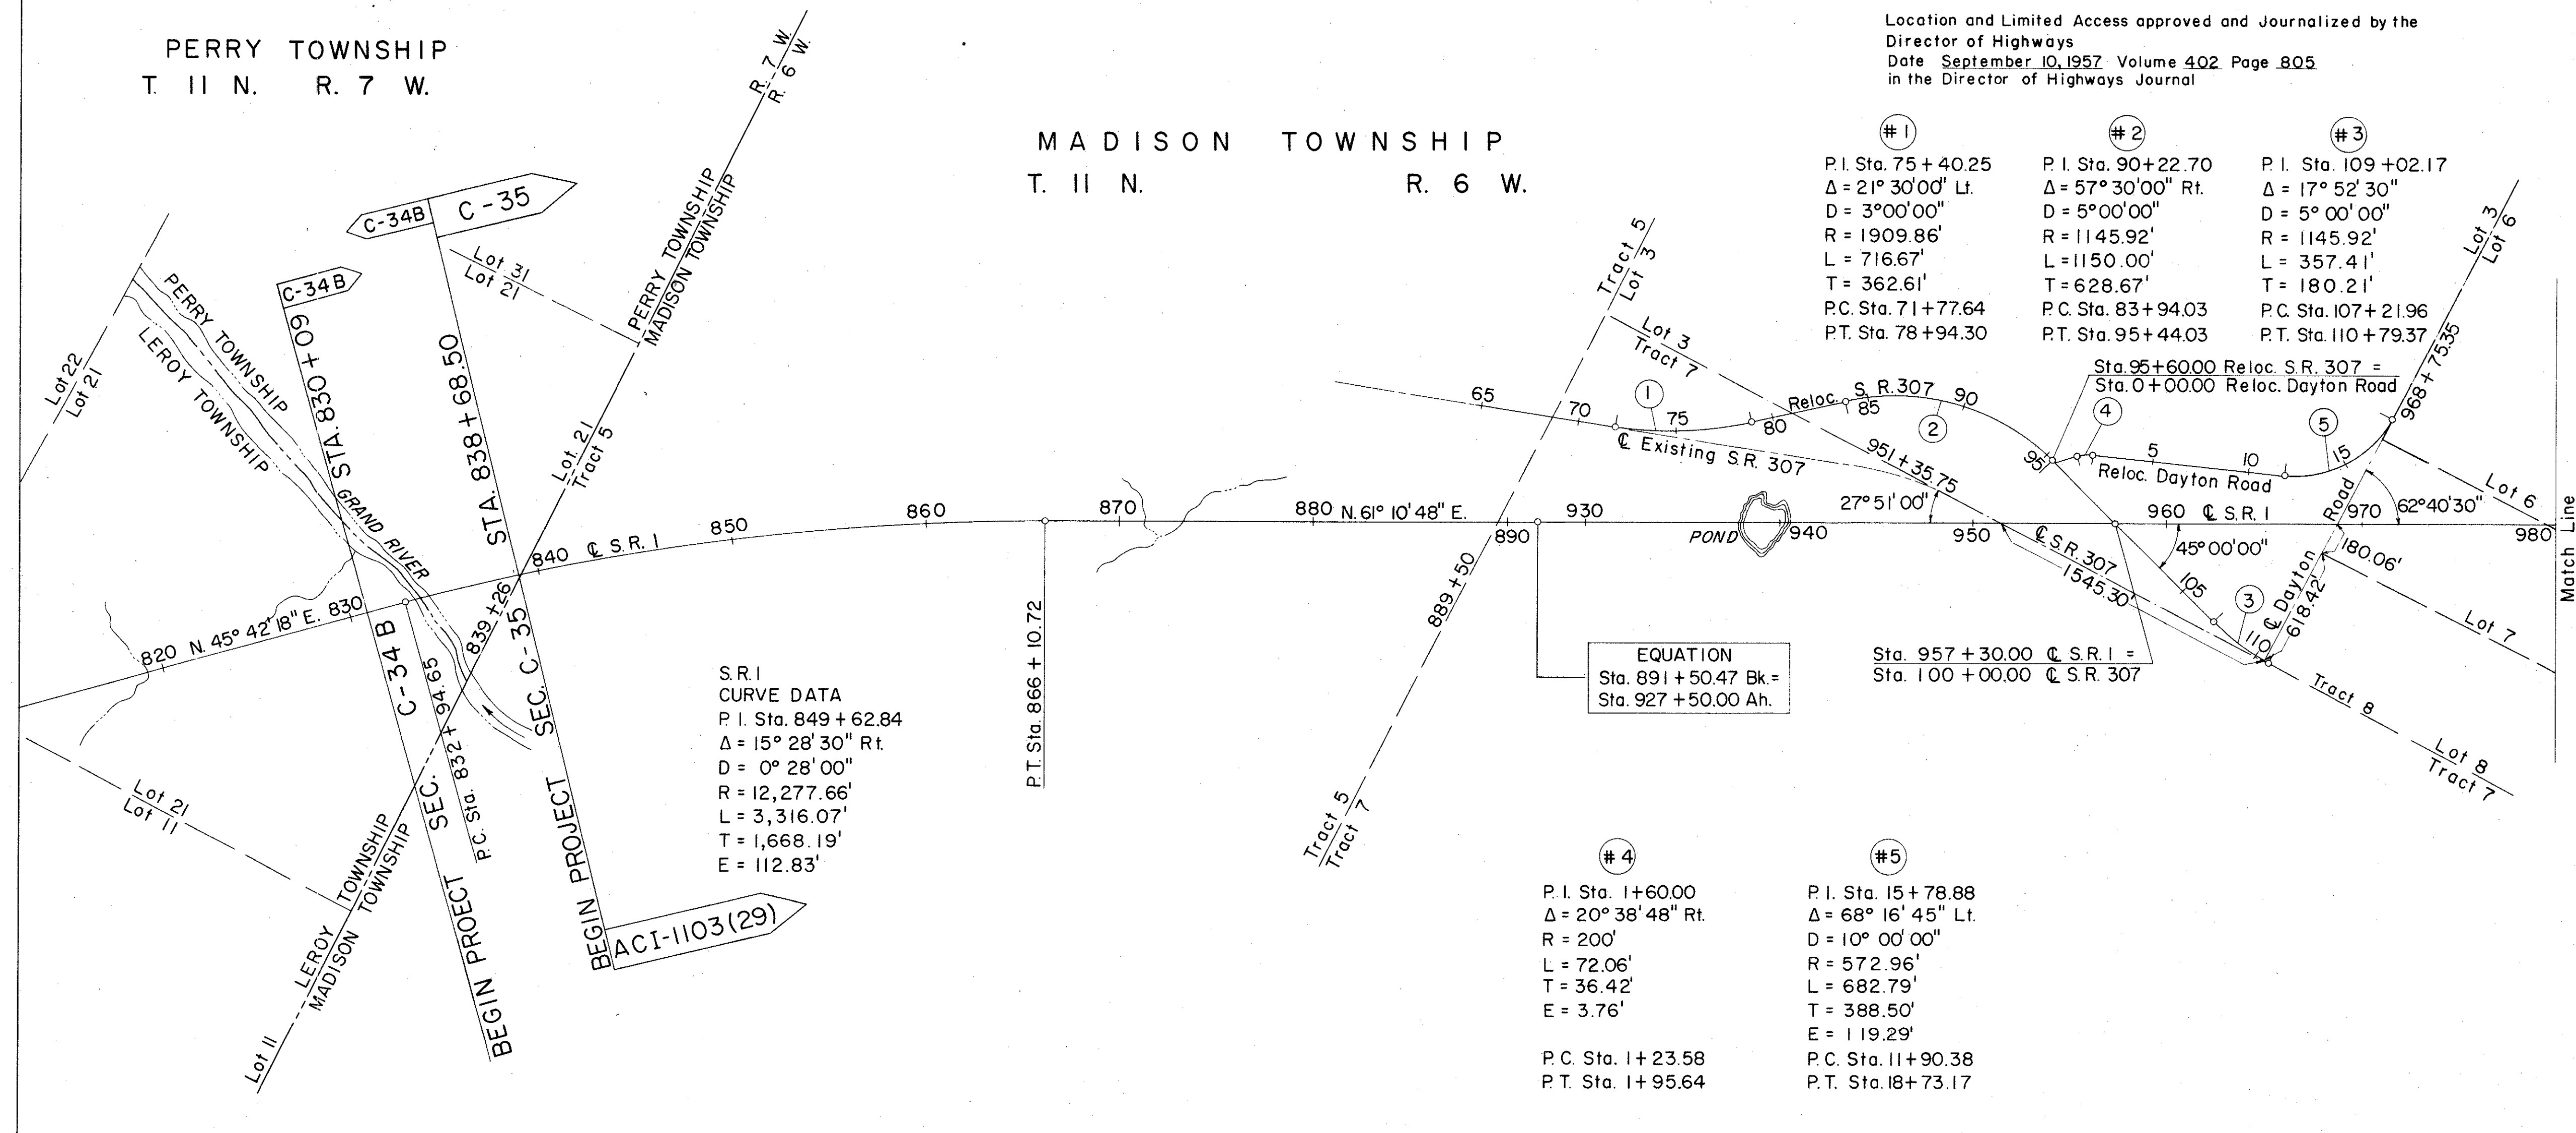 PERRY TOWNSHIP
T. 11 N. R. 7 W.
Location and Limited Access approved and Journalized by the
Director of Highways
Date September 10, 1957 Volume 402 Page 805
in the Director of Highways Journal
MADISON TOWNSHIP
T. 11 N. R. 6 W.
R. 7 W.
R. 6 W.
#1
P.I. Sta. 75+40.25
Δ = 21° 30' 00" Lt.
D = 3° 00' 00"
R = 1909.86'
L = 716.67'
T = 362.61'
P.C. Sta. 71+77.64
P.T. Sta. 78+94.30
#2
P.I. Sta. 90+22.70
Δ = 57° 30' 00" Rt.
D = 5° 00' 00"
R = 1145.92'
L = 1150.00'
T = 628.67'
P.C. Sta. 83+94.03
P.T. Sta. 95+44.03
#3
P.I. Sta. 109+02.17
Δ = 17° 52' 30"
D = 5° 00' 00"
R = 1145.92'
L = 357.41'
T = 180.21'
P.C. Sta. 107+21.96
P.T. Sta. 110+79.37
C-34B
C-35
C-34B
Lot 31
Lot 21
PERRY TOWNSHIP
MADISON TOWNSHIP
Lot 22
Lot 21
PERRY TOWNSHIP
LEROY TOWNSHIP
STA. 830+09
STA. 838+68.50
GRAND RIVER
Lot 21
Tract 5
Tract 5
Lot 3
Lot 3
Tract 7
Lot 3
Lot 6
968+75.35
Sta. 95+60.00 Reloc. S.R. 307 =
Sta. 0+00.00 Reloc. Dayton Road
65
70
1
75
80
Reloc. S.R. 307
85
90
2
95
4
5
10
5
15
Reloc. Dayton Road
℄ Existing S.R. 307
951+35.75
27° 51' 00"
Lot 6
Lot 7
62° 40' 30"
820
N. 45° 42' 18" E.
830
840
℄ S.R. 1
850
860
870
880
N. 61° 10' 48" E.
890
930
POND
940
950
960
℄ S.R. 1
970
980
Match Line
℄ S.R. 307
1545.30'
45° 00' 00"
105
3
110
℄ Dayton Road
618.42'
180.06'
Tract 8
Lot 8
Tract 7
839+26
889+50
Tract 5
Tract 7
P.T. Sta. 866+10.72
EQUATION
Sta. 891+50.47 Bk.=
Sta. 927+50.00 Ah.
Sta. 957+30.00 ℄ S.R. 1 =
Sta. 100+00.00 ℄ S.R. 307
BEGIN PROECT SEC. C-34 B
P.C. Sta. 832+94.65
BEGIN PROJECT SEC. C-35
ACI-1103(29)
Lot 21
Lot 11
LEROY TOWNSHIP
MADISON TOWNSHIP
Lot 11
S.R. 1
CURVE DATA
P.I. Sta. 849+62.84
Δ = 15° 28' 30" Rt.
D = 0° 28' 00"
R = 12,277.66'
L = 3,316.07'
T = 1,668.19'
E = 112.83'
#4
P.I. Sta. 1+60.00
Δ = 20° 38' 48" Rt.
R = 200'
L = 72.06'
T = 36.42'
E = 3.76'
P.C. Sta. 1+23.58
P.T. Sta. 1+95.64
#5
P.I. Sta. 15+78.88
Δ = 68° 16' 45" Lt.
D = 10° 00' 00"
R = 572.96'
L = 682.79'
T = 388.50'
E = 119.29'
P.C. Sta. 11+90.38
P.T. Sta. 18+73.17